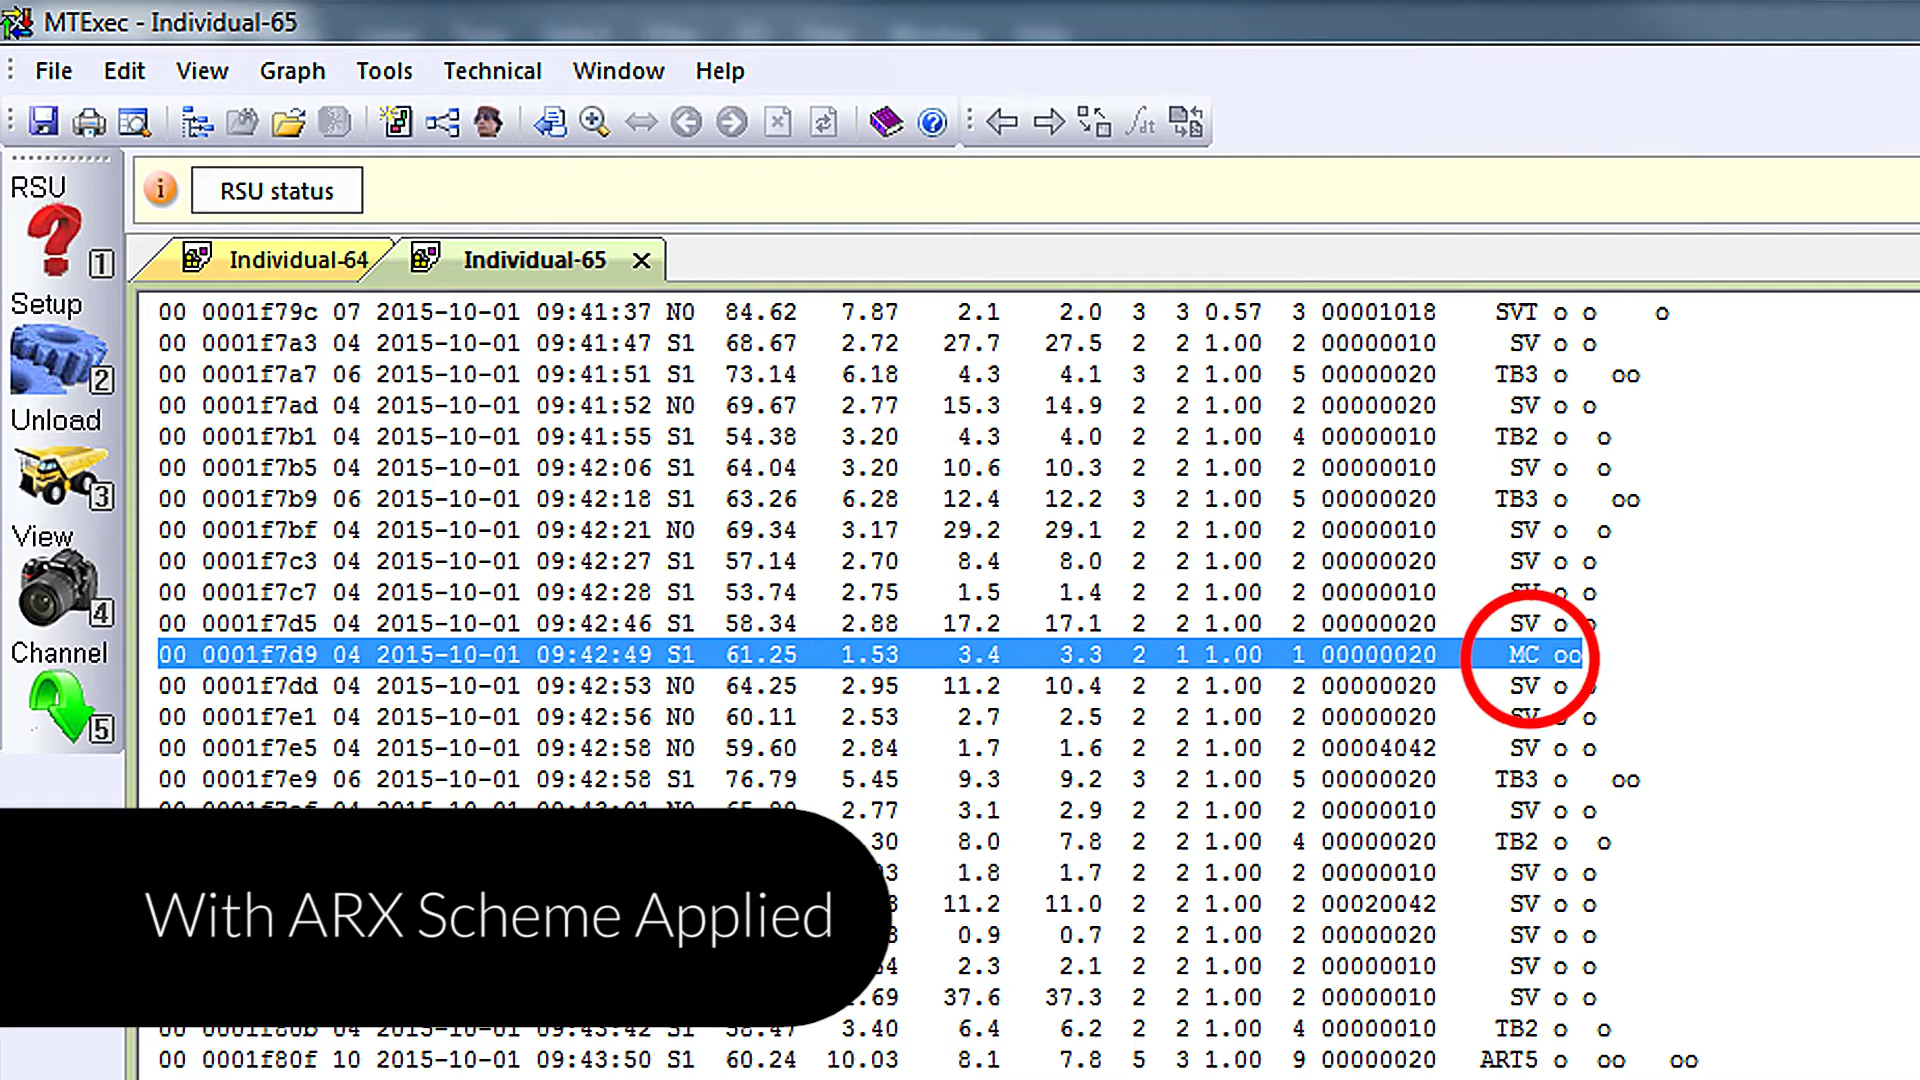 MTExec - Individual-65
File Edit View Graph Tools Technical Window Help
RSU
1
Setup
2
Unload
3
View
4
Channel
5
i RSU status
Individual-64 Individual-65
00 0001f79c 07 2015-10-01 09:41:37 N0 84.62 7.87 2.1 2.0 3 3 0.57 3 00001018 SVT o o o
00 0001f7a3 04 2015-10-01 09:41:47 S1 68.67 2.72 27.7 27.5 2 2 1.00 2 00000010 SV o o
00 0001f7a7 06 2015-10-01 09:41:51 S1 73.14 6.18 4.3 4.1 3 2 1.00 5 00000020 TB3 o oo
00 0001f7ad 04 2015-10-01 09:41:52 N0 69.67 2.77 15.3 14.9 2 2 1.00 2 00000020 SV o o
00 0001f7b1 04 2015-10-01 09:41:55 S1 54.38 3.20 4.3 4.0 2 2 1.00 4 00000010 TB2 o o
00 0001f7b5 04 2015-10-01 09:42:06 S1 64.04 3.20 10.6 10.3 2 2 1.00 2 00000010 SV o o
00 0001f7b9 06 2015-10-01 09:42:18 S1 63.26 6.28 12.4 12.2 3 2 1.00 5 00000020 TB3 o oo
00 0001f7bf 04 2015-10-01 09:42:21 N0 69.34 3.17 29.2 29.1 2 2 1.00 2 00000010 SV o o
00 0001f7c3 04 2015-10-01 09:42:27 S1 57.14 2.70 8.4 8.0 2 2 1.00 2 00000010 SV o o
00 0001f7c7 04 2015-10-01 09:42:28 S1 53.74 2.75 1.5 1.4 2 2 1.00 2 00000010 SV o o
00 0001f7d5 04 2015-10-01 09:42:46 S1 58.34 2.88 17.2 17.1 2 2 1.00 2 00000020 SV o o
00 0001f7d9 04 2015-10-01 09:42:49 S1 61.25 1.53 3.4 3.3 2 1 1.00 1 00000020 MC oo
00 0001f7dd 04 2015-10-01 09:42:53 N0 64.25 2.95 11.2 10.4 2 2 1.00 2 00000020 SV o o
00 0001f7e1 04 2015-10-01 09:42:56 N0 60.11 2.53 2.7 2.5 2 2 1.00 2 00000020 SV o o
00 0001f7e5 04 2015-10-01 09:42:58 N0 59.60 2.84 1.7 1.6 2 2 1.00 2 00004042 SV o o
00 0001f7e9 06 2015-10-01 09:42:58 S1 76.79 5.45 9.3 9.2 3 2 1.00 5 00000020 TB3 o oo
2.77 3.1 2.9 2 2 1.00 2 00000010 SV o o
30 8.0 7.8 2 2 1.00 4 00000020 TB2 o o
1.8 1.7 2 2 1.00 2 00000010 SV o o
11.2 11.0 2 2 1.00 2 00020042 SV o o
0.9 0.7 2 2 1.00 2 00000020 SV o o
2.3 2.1 2 2 1.00 2 00000010 SV o o
.69 37.6 37.3 2 2 1.00 2 00000010 SV o o
3.40 6.4 6.2 2 2 1.00 4 00000010 TB2 o o
00 0001f80f 10 2015-10-01 09:43:50 S1 60.24 10.03 8.1 7.8 5 3 1.00 9 00000020 ART5 o oo oo
With ARX Scheme Applied